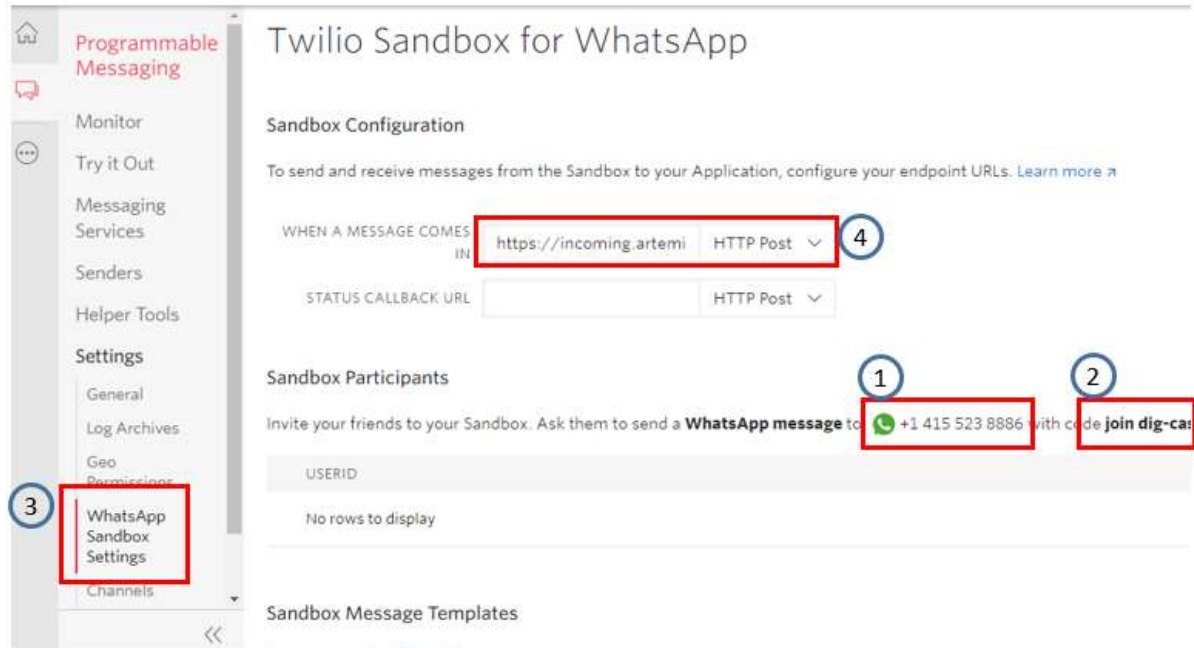 Programmable
Messaging
Monitor
Try it Out
Messaging
Services
Senders
Helper Tools
Settings
General
Log Archives
Geo
Permissions
3
WhatsApp
Sandbox
Settings
Channels
Twilio Sandbox for WhatsApp
Sandbox Configuration
To send and receive messages from the Sandbox to your Application, configure your endpoint URLs. Learn more
WHEN A MESSAGE COMES IN https://incoming.artemi HTTP Post 4
STATUS CALLBACK URL HTTP Post
Sandbox Participants
1 2
Invite your friends to your Sandbox. Ask them to send a WhatsApp message to +1 415 523 8886 with code join dig-cas
USERID
No rows to display
Sandbox Message Templates